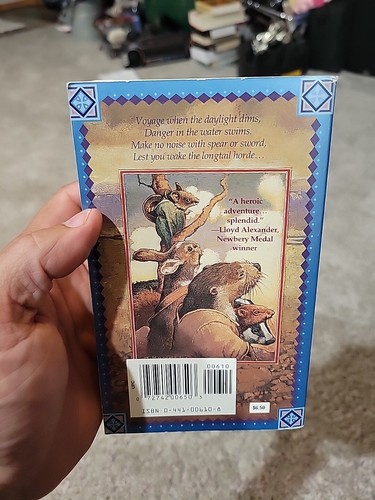 Voyage when the daylight dims,
Danger in the water swims.
Make no noise with spear or sword,
Lest you wake the longtail horde...
"A heroic
adventure...
splendid."
—Lloyd Alexander,
Newbery Medal
winner
00610
ISBN 0-441-00610-8
$6.50